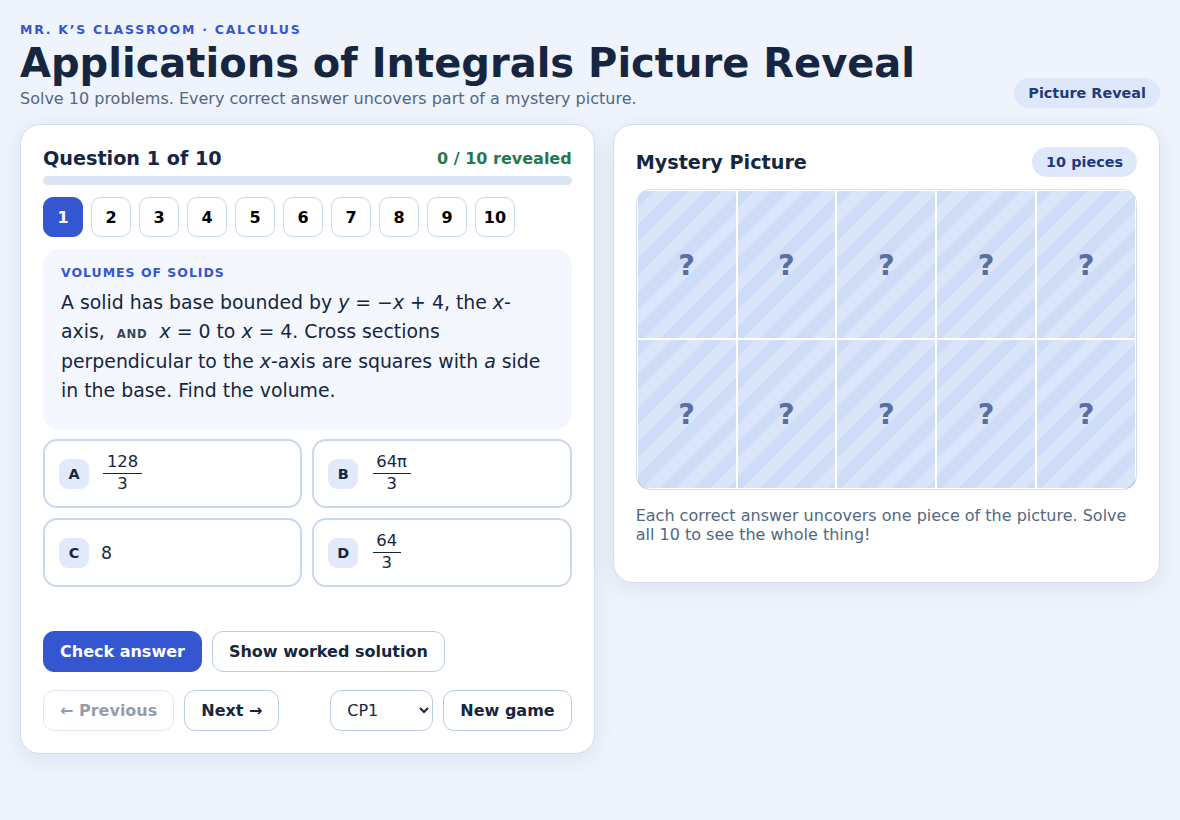 MR. K’S CLASSROOM · CALCULUS
Applications of Integrals Picture Reveal
Solve 10 problems. Every correct answer uncovers part of a mystery picture.
Picture Reveal
Question 1 of 10
0 / 10 revealed
1 2 3 4 5 6 7 8 9 10
VOLUMES OF SOLIDS
A solid has base bounded by y = −x + 4, the x-
axis, AND x = 0 to x = 4. Cross sections
perpendicular to the x-axis are squares with a side
in the base. Find the volume.
A 128/3
B 64π/3
C 8
D 64/3
Check answer
Show worked solution
← Previous
Next →
CP1
New game
Mystery Picture
10 pieces
? ? ? ? ?
? ? ? ? ?
Each correct answer uncovers one piece of the picture. Solve
all 10 to see the whole thing!